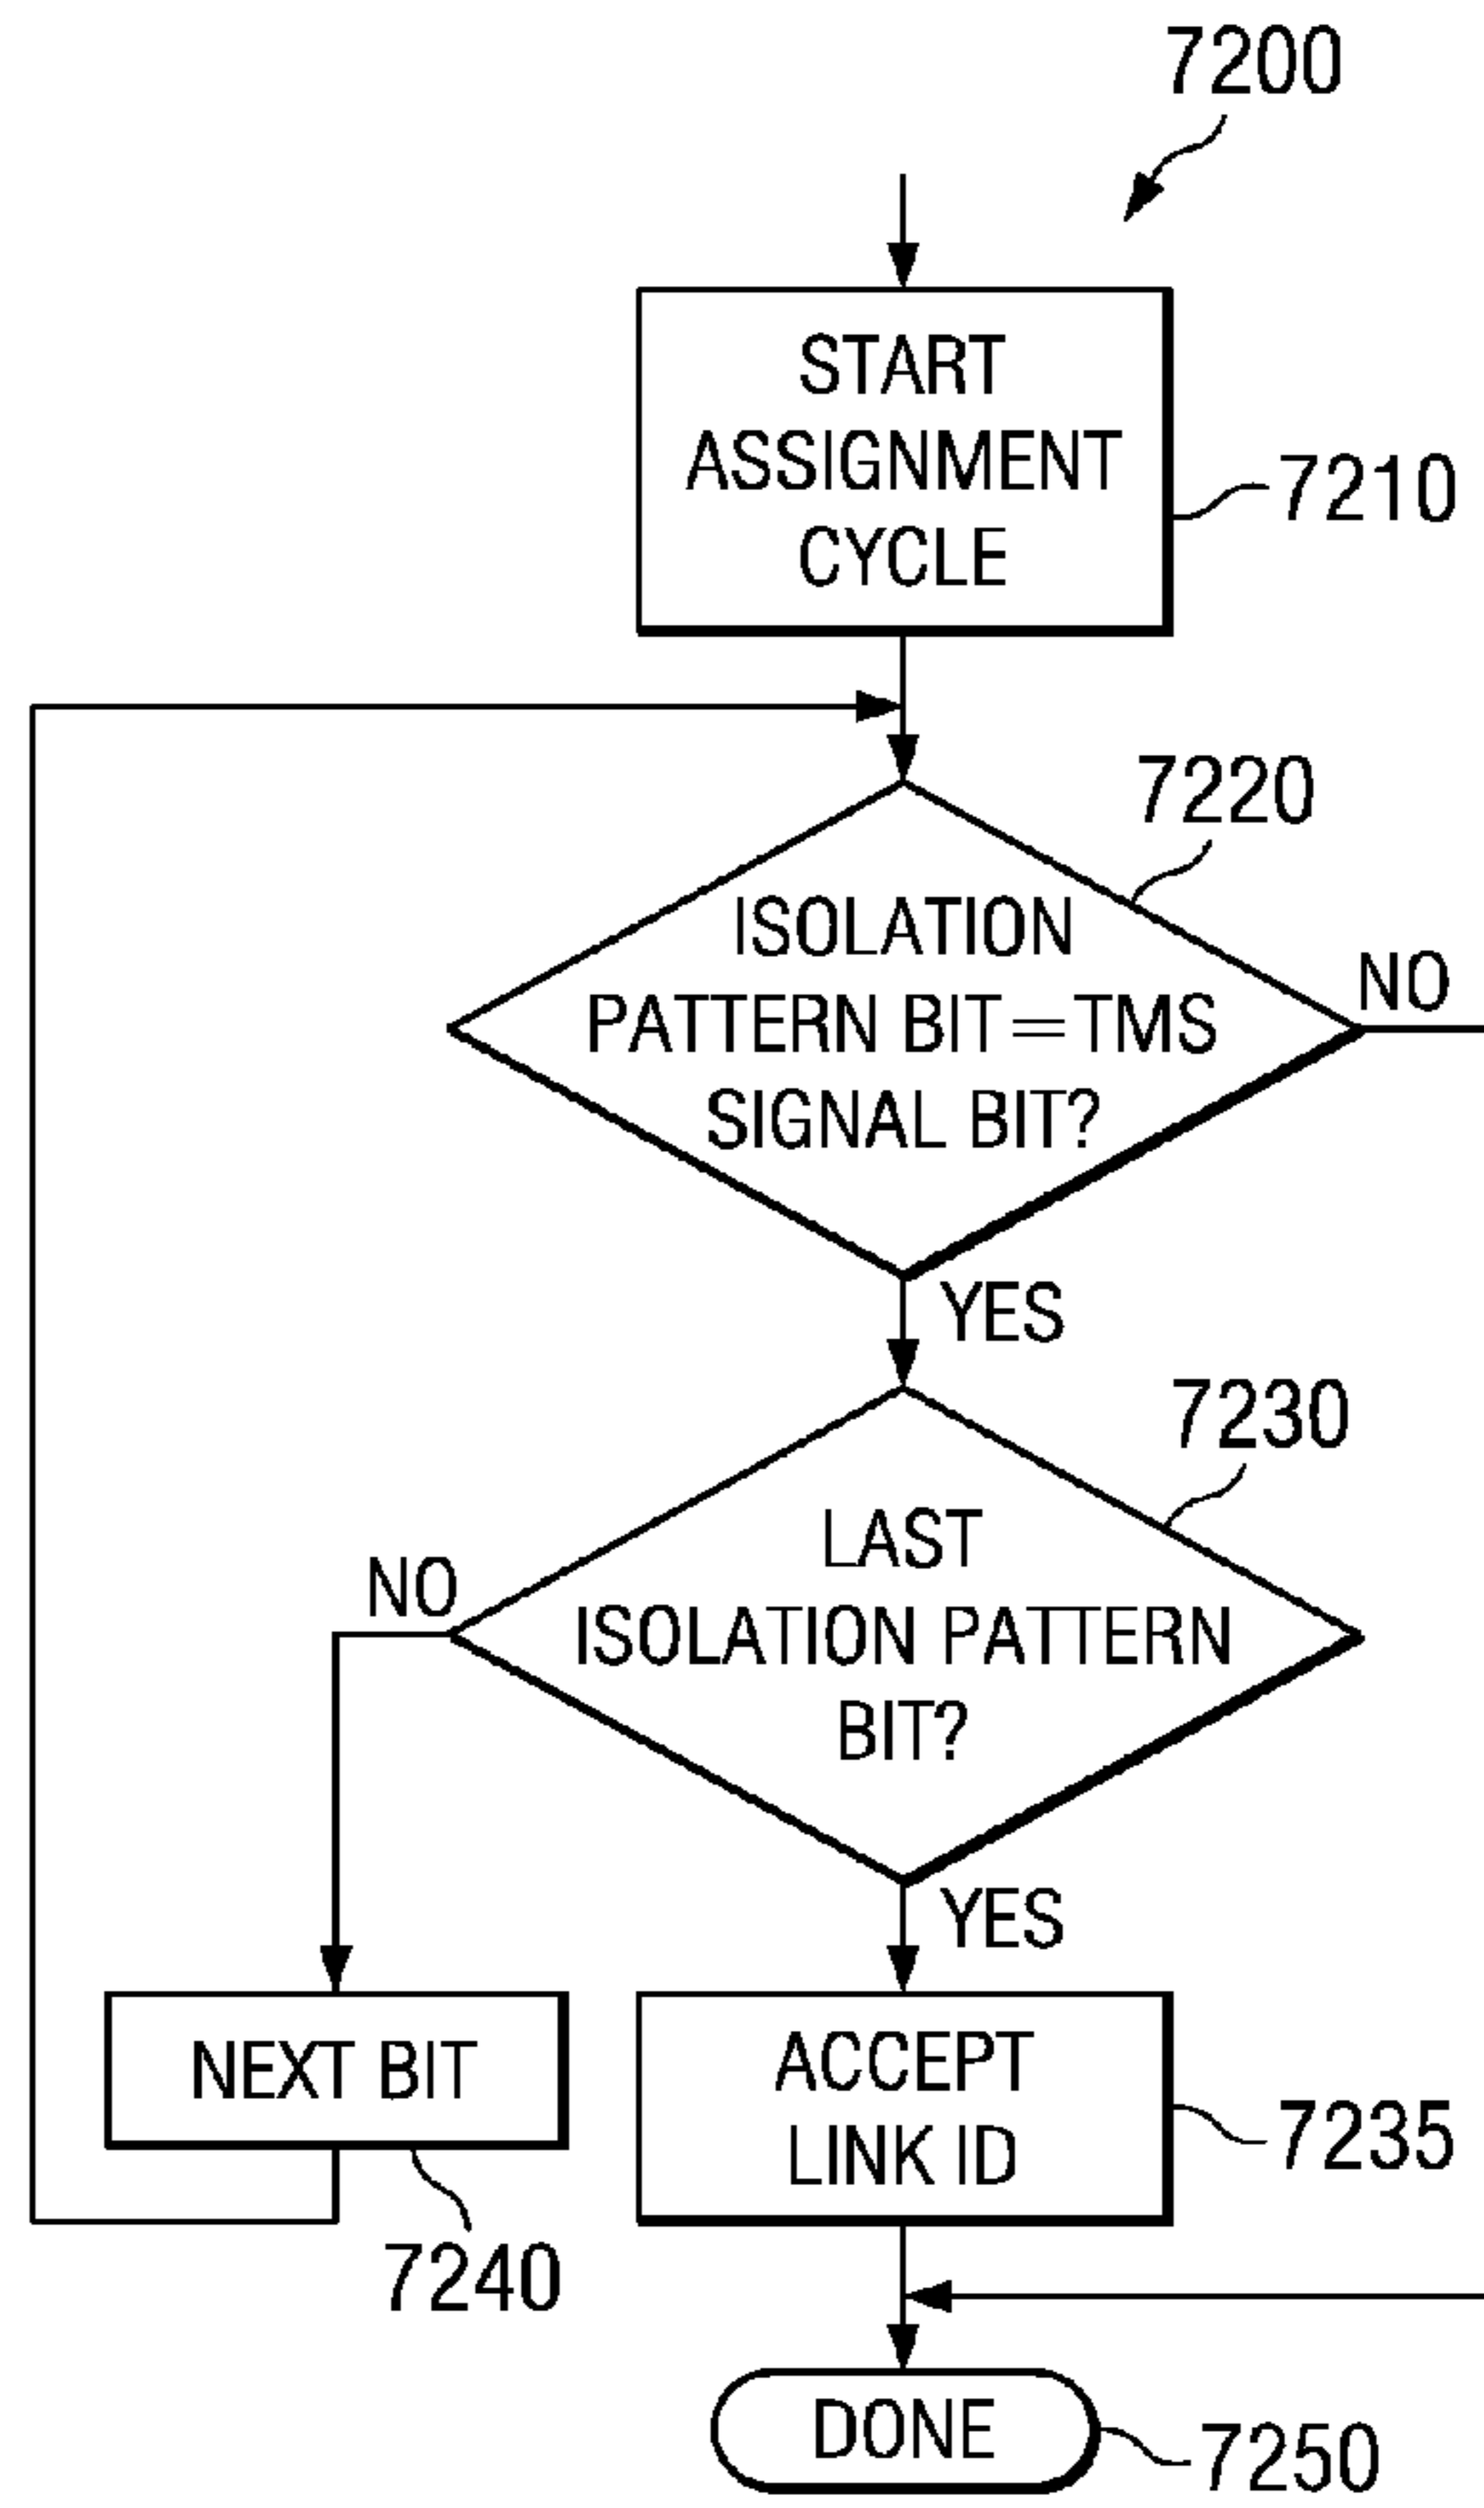 7200
START
ASSIGNMENT
CYCLE
7210
7220
ISOLATION
PATTERN BIT=TMS
SIGNAL BIT?
NO
YES
7230
LAST
ISOLATION PATTERN
BIT?
NO
YES
NEXT BIT
7240
ACCEPT
LINK ID
7235
DONE
7250